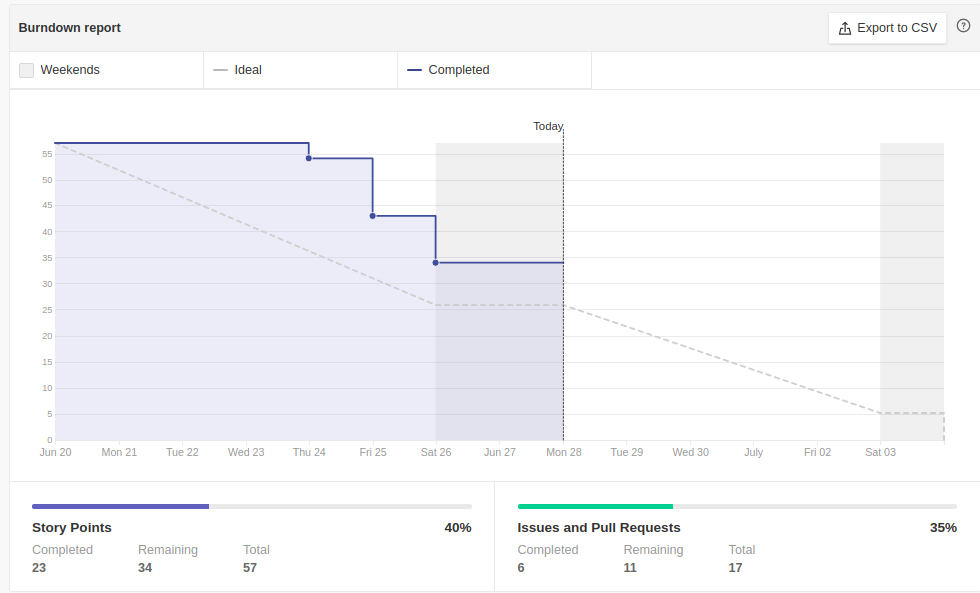 Burndown report
Export to CSV
?
Weekends
Ideal
Completed
Today
55
50
45
40
35
30
25
20
15
10
5
0
Jun 20 Mon 21 Tue 22 Wed 23 Thu 24 Fri 25 Sat 26 Jun 27 Mon 28 Tue 29 Wed 30 July Fri 02 Sat 03
Story Points 40%
Completed Remaining Total
23 34 57
Issues and Pull Requests 35%
Completed Remaining Total
6 11 17